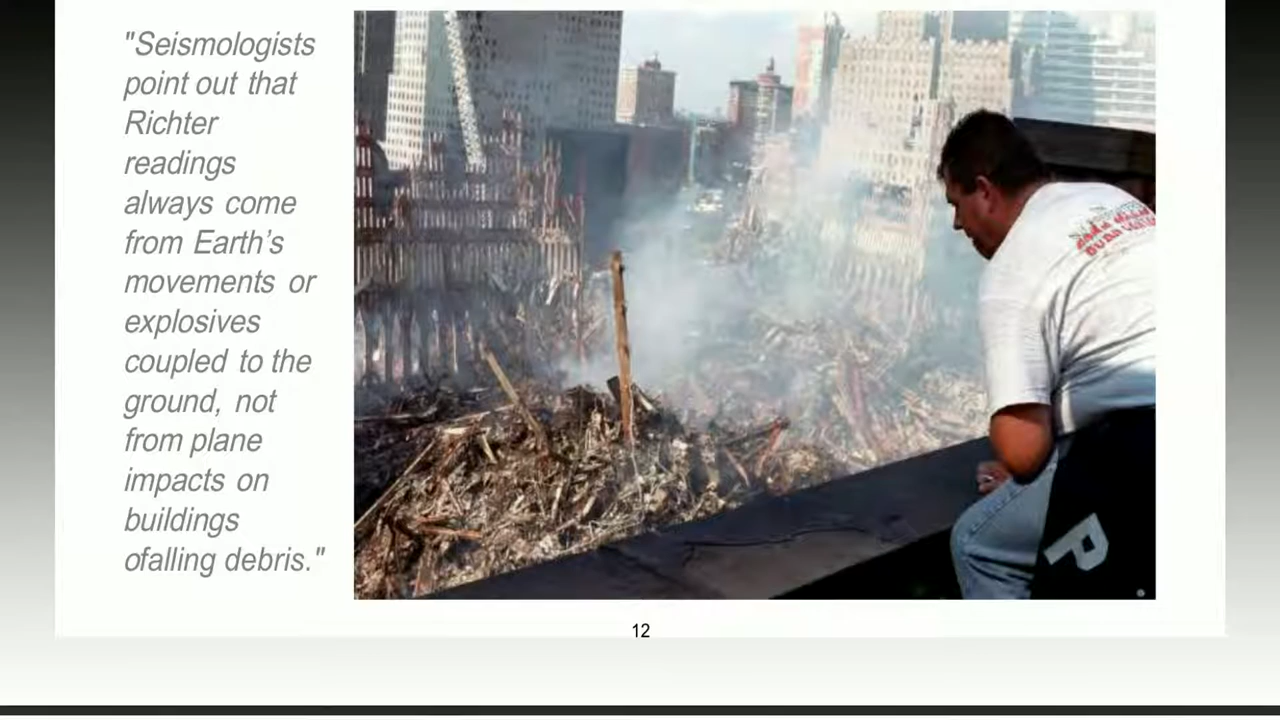 "Seismologists
point out that
Richter
readings
always come
from Earth's
movements or
explosives
coupled to the
ground, not
from plane
impacts on
buildings
ofalling debris."
P
12